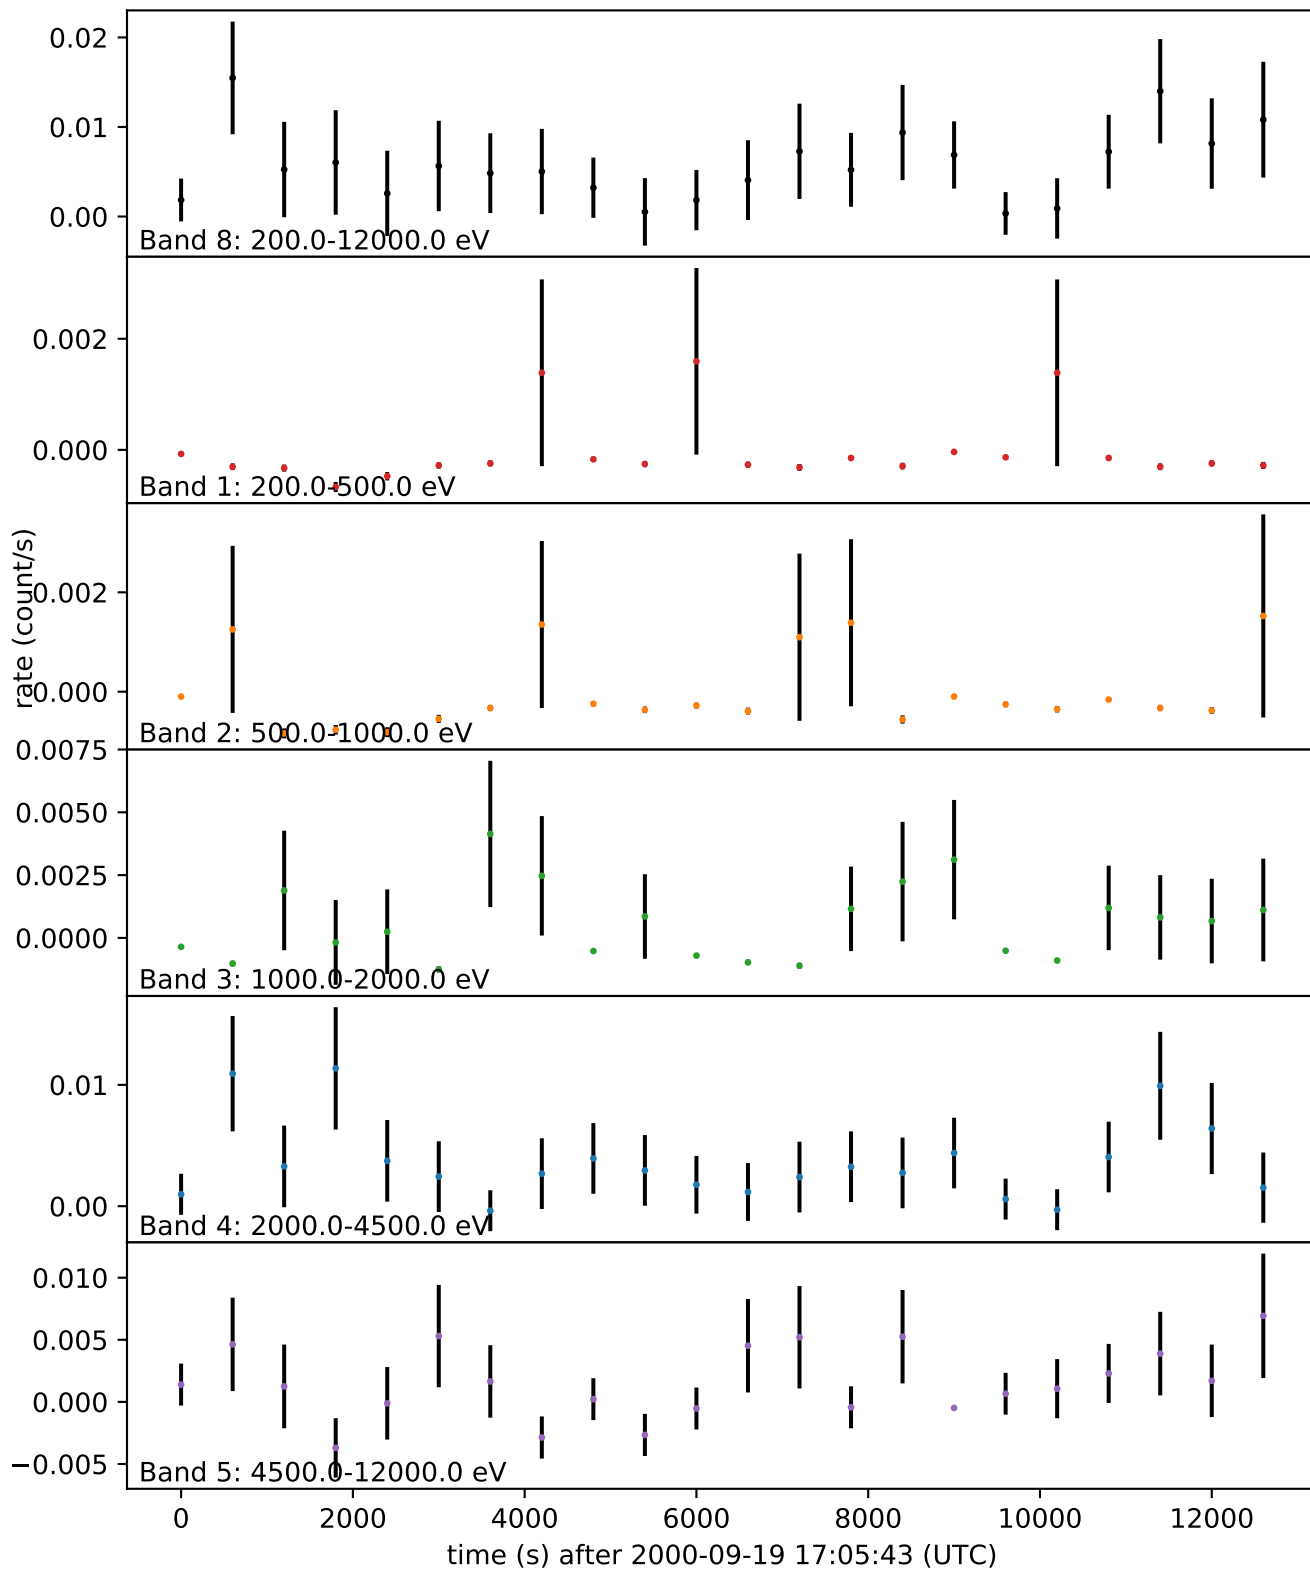 0.02
0.01
0.00
Band 8: 200.0-12000.0 eV
0.002
0.000
Band 1: 200.0-500.0 eV
rate (count/s)
0.002
0.000
Band 2: 500.0-1000.0 eV
0.0075
0.0050
0.0025
0.0000
Band 3: 1000.0-2000.0 eV
0.01
0.00
Band 4: 2000.0-4500.0 eV
0.010
0.005
0.000
−0.005
Band 5: 4500.0-12000.0 eV
0 2000 4000 6000 8000 10000 12000
time (s) after 2000-09-19 17:05:43 (UTC)